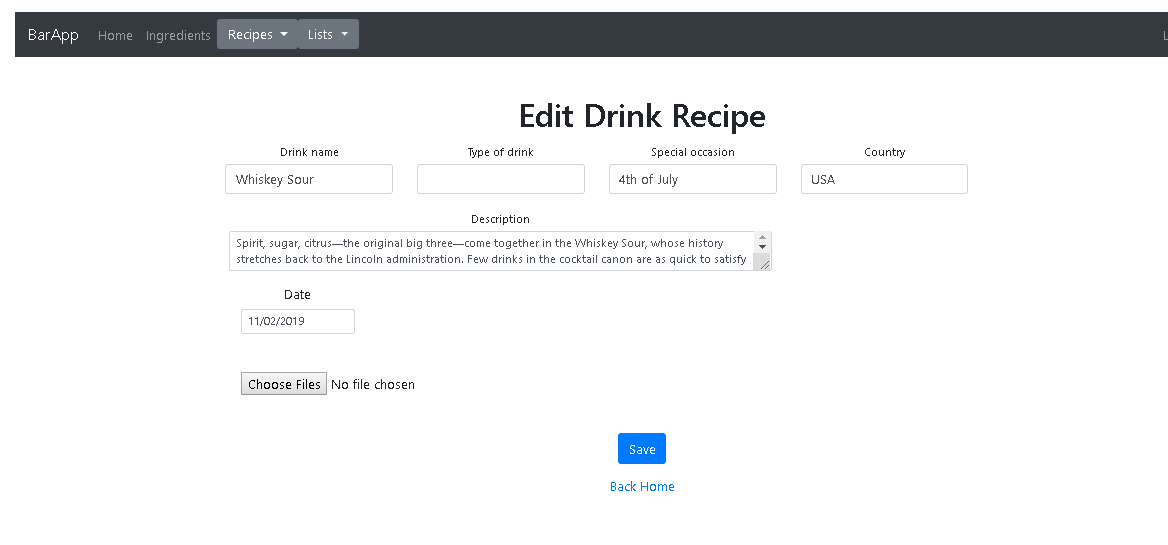 BarApp Home Ingredients Recipes Lists
Edit Drink Recipe
Drink name Type of drink Special occasion Country
Whiskey Sour 4th of July USA
Description
Spirit, sugar, citrus—the original big three—come together in the Whiskey Sour, whose history
stretches back to the Lincoln administration. Few drinks in the cocktail canon are as quick to satisfy
Date
11/02/2019
Choose Files No file chosen
Save
Back Home